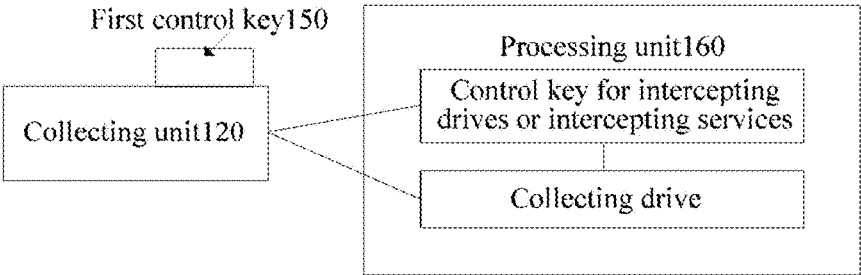 First control key150
Processing unit160
Collecting unit120
Control key for intercepting
drives or intercepting services
Collecting drive